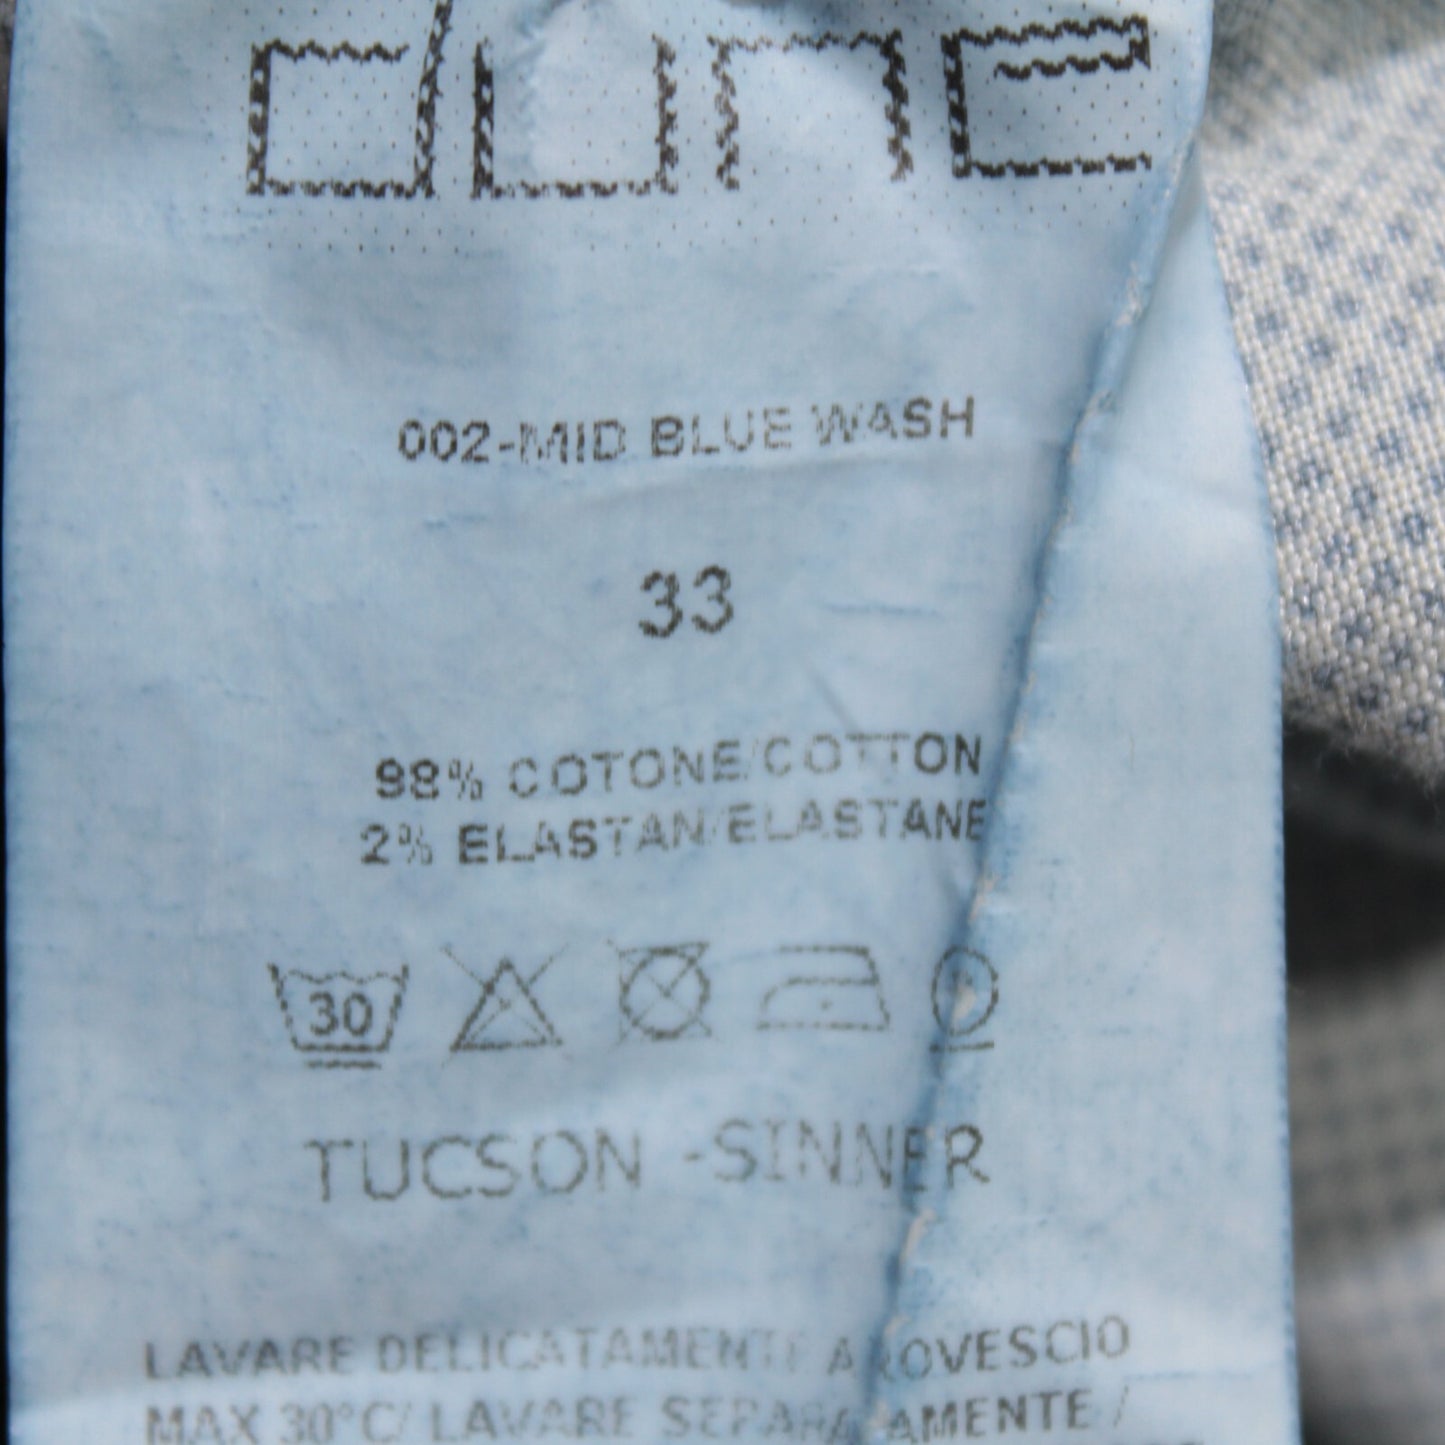 dune
002-MID BLUE WASH
33
98% COTONE/COTTON
2% ELASTAN/ELASTANE
30
TUCSON -SINNER
LAVARE DELICATAMENTE A ROVESCIO
MAX 30°C/ LAVARE SEPARATAMENTE /